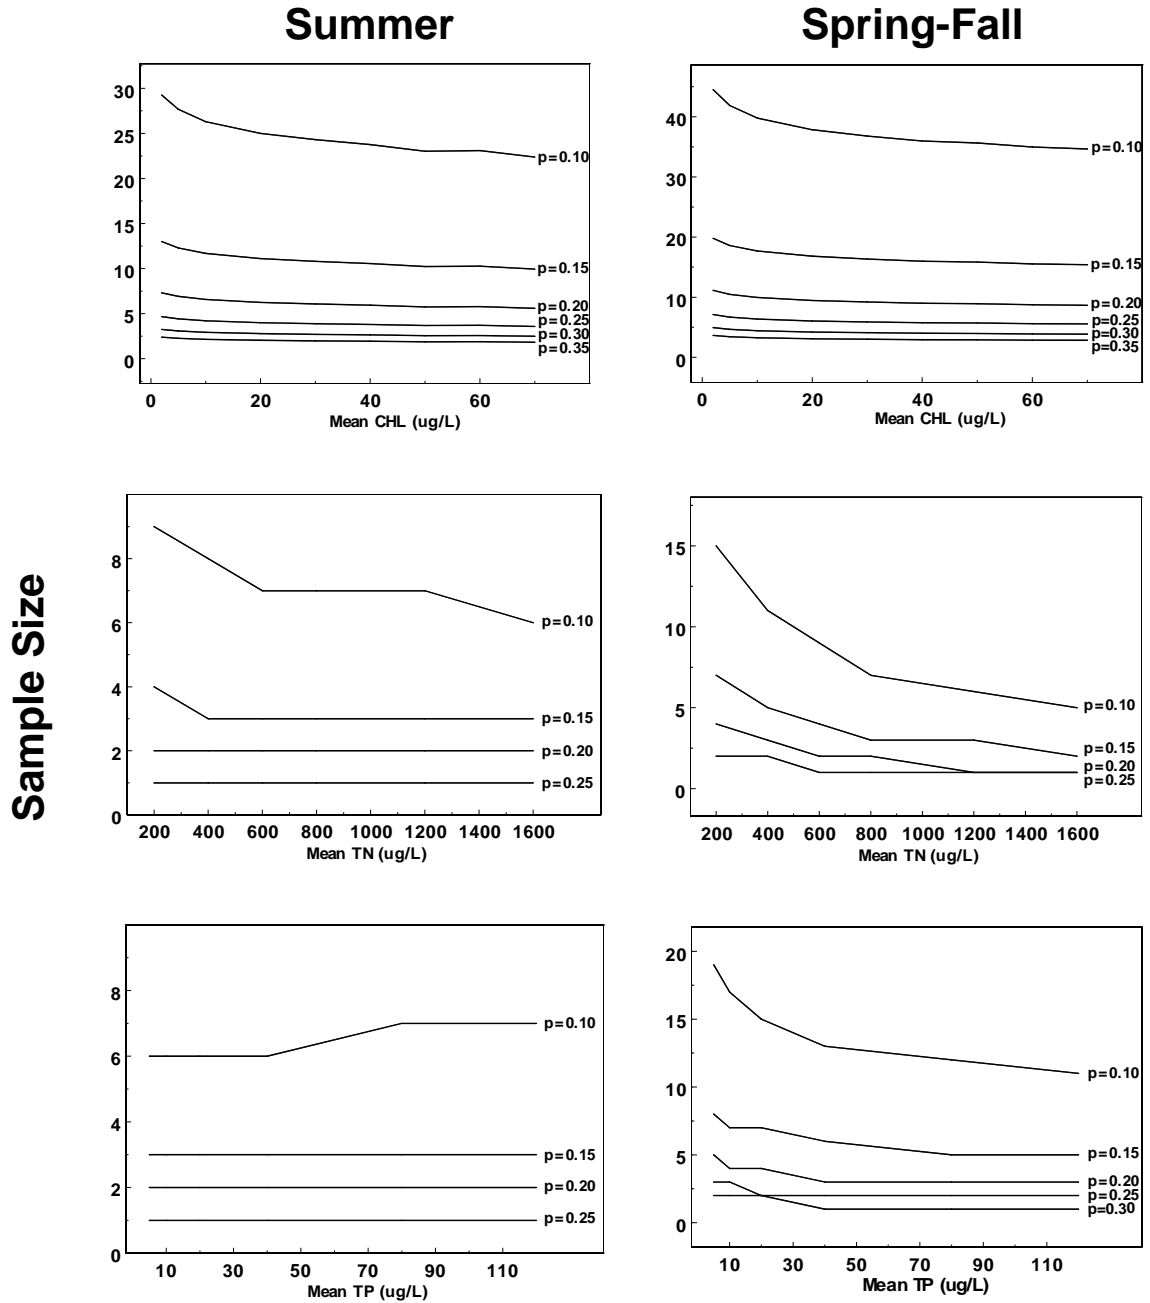 Summer
Spring-Fall
Sample Size
30
25
20
15
10
5
0
p=0.10
p=0.15
p=0.20
p=0.25
p=0.30
p=0.35
0 20 40 60
Mean CHL (ug/L)
40
30
20
10
0
p=0.10
p=0.15
p=0.20
p=0.25
p=0.30
p=0.35
0 20 40 60
Mean CHL (ug/L)
8
6
4
2
0
p=0.10
p=0.15
p=0.20
p=0.25
200 400 600 800 1000 1200 1600
Mean TN (ug/L)
15
10
5
0
p=0.10
p=0.15
p=0.20
p=0.25
200 400 600 800 1000 1200 1400 1600
Mean TN (ug/L)
8
6
4
2
0
p=0.10
p=0.15
p=0.20
p=0.25
10 30 50 70 90 110
Mean TP (ug/L)
20
15
10
5
0
p=0.10
p=0.15
p=0.20
p=0.25
p=0.30
10 30 50 70 90 110
Mean TP (ug/L)